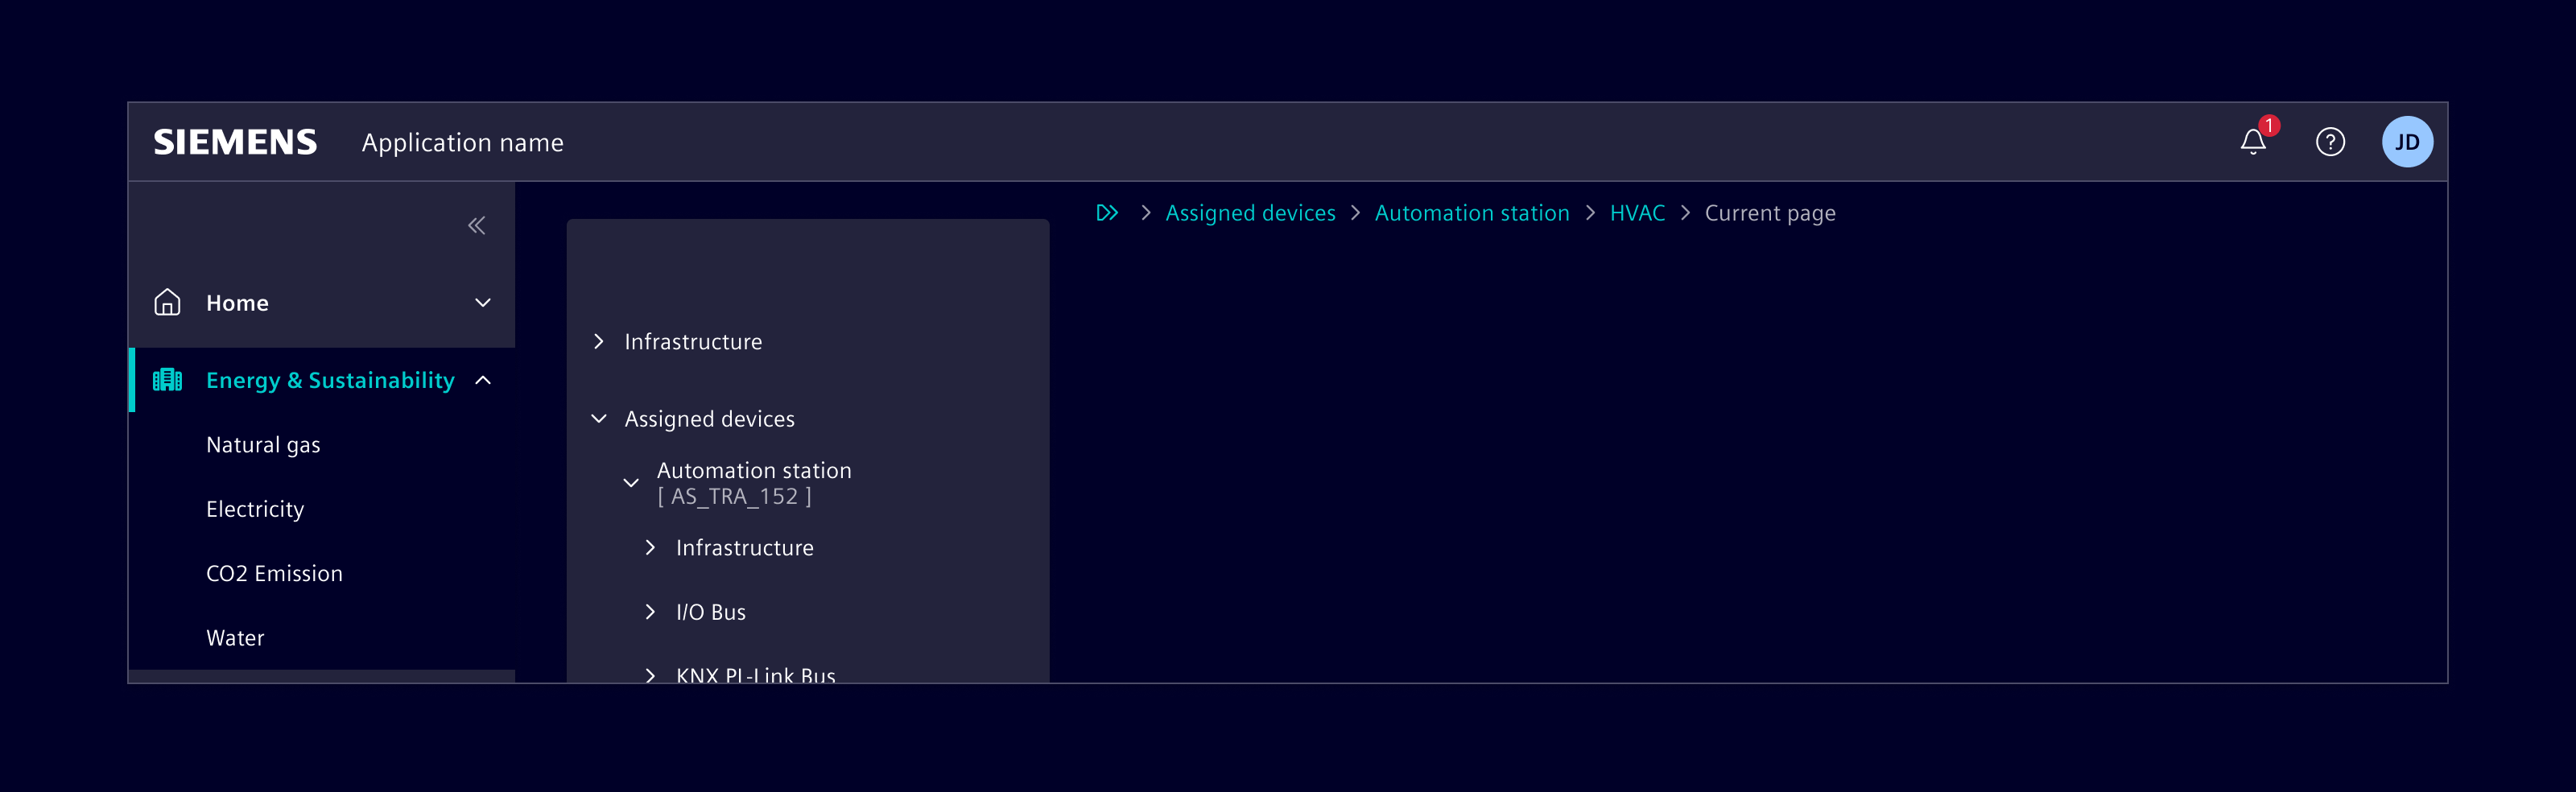 SIEMENS Application name 1 ? JD
Home
Energy & Sustainability
Natural gas
Electricity
CO2 Emission
Water
Infrastructure
Assigned devices
Automation station
[ AS_TRA_152 ]
Infrastructure
I/O Bus
KNX PL-Link Bus
Assigned devices > Automation station > HVAC > Current page